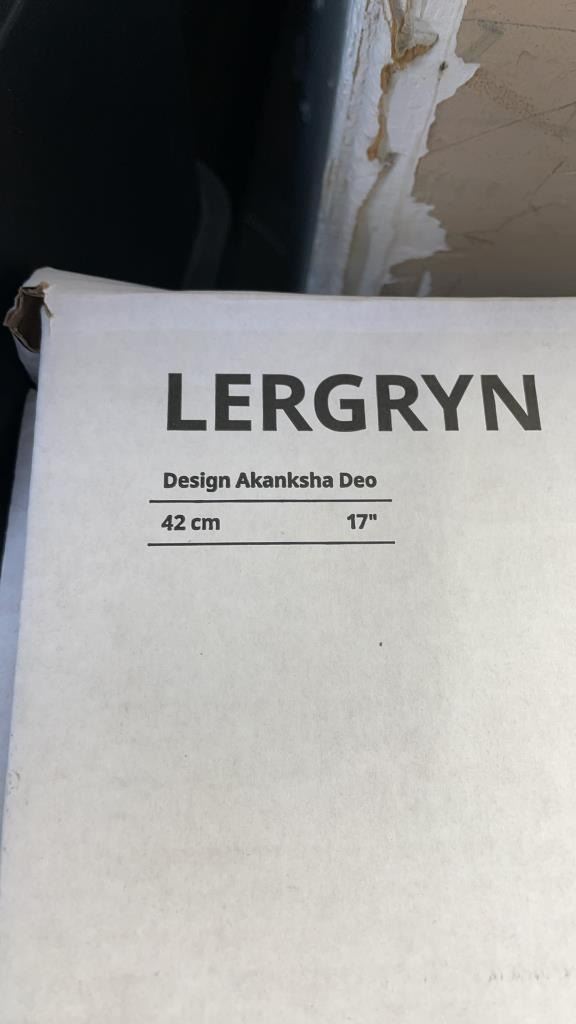 LERGRYN
Design Akanksha Deo
42 cm 17"